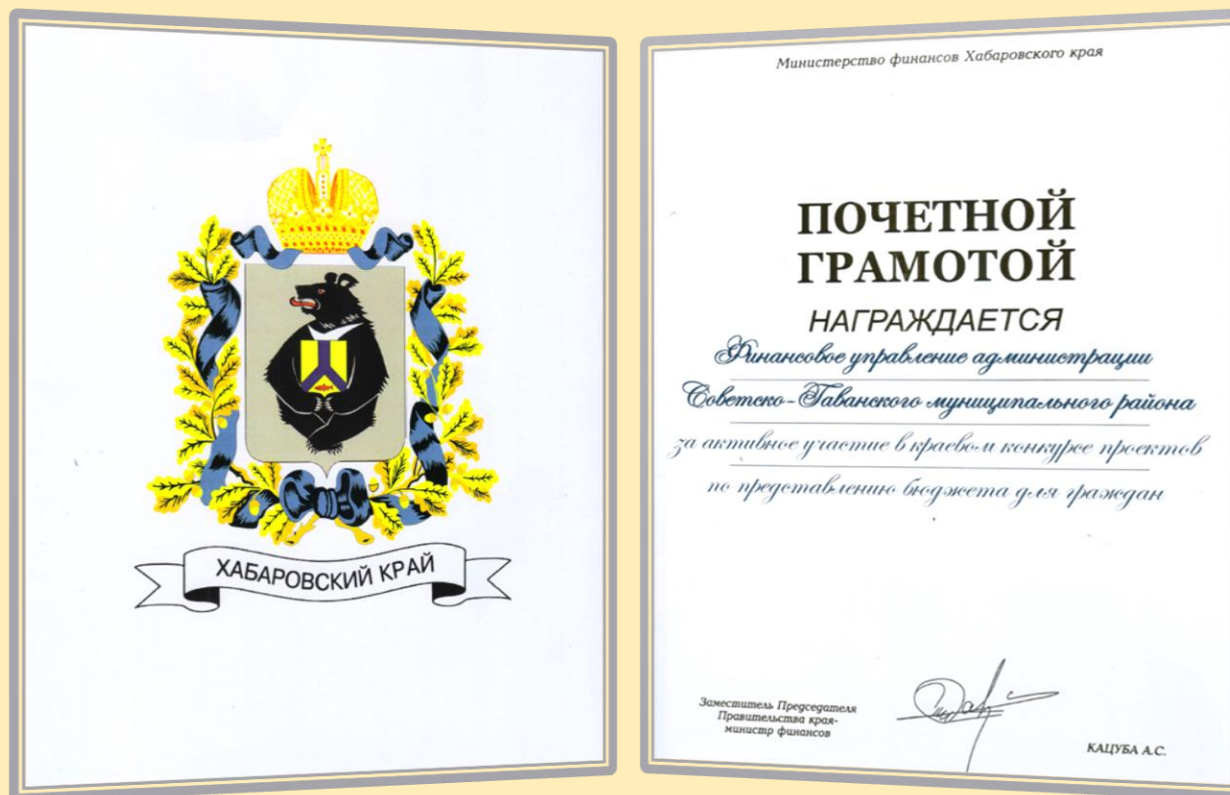 ХАБАРОВСКИЙ КРАЙ
Министерство финансов Хабаровского края
ПОЧЕТНОЙ
ГРАМОТОЙ
НАГРАЖДАЕТСЯ
Финансовое управление администрации
Советско-Гаванского муниципального района
за активное участие в краевом конкурсе проектов
по представлению бюджета для граждан
Заместитель Председателя
Правительства края-
министр финансов
КАЦУБА А.С.